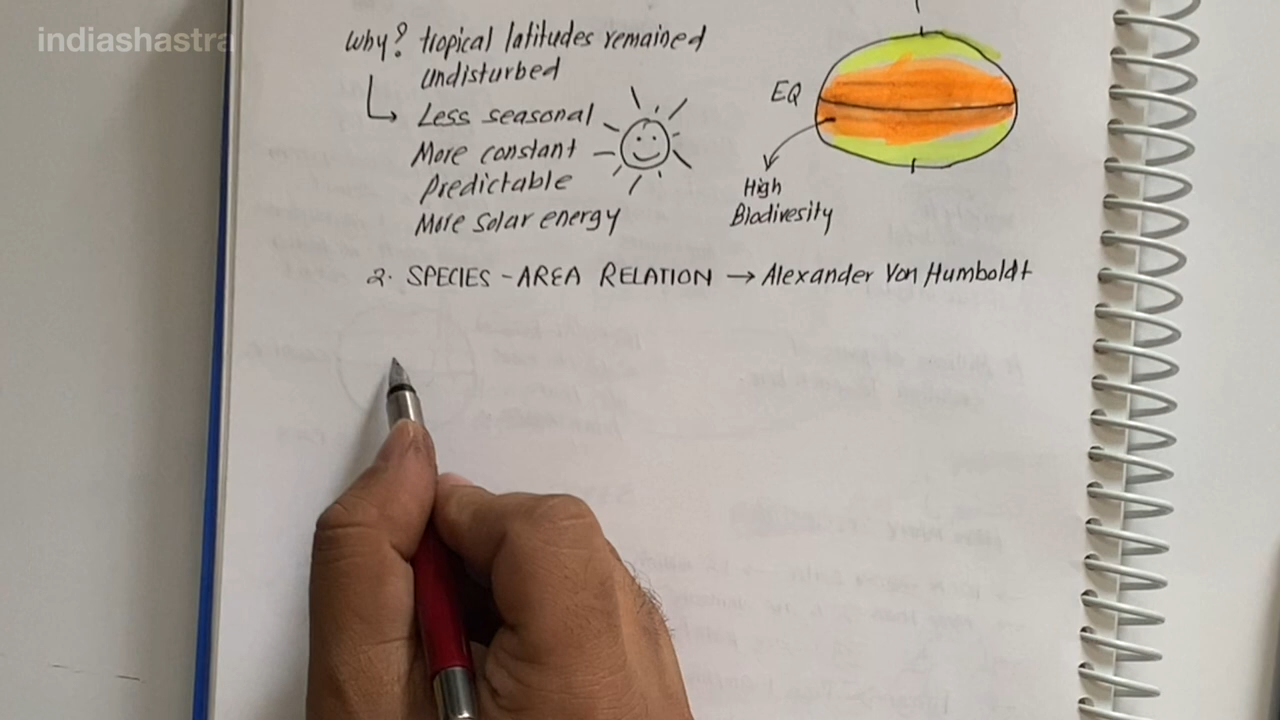 indiashastra
Why? tropical latitudes remained
undisturbed
Less seasonal
More constant
Predictable
More solar energy
EQ
High
Biodivesity
2. SPECIES - AREA RELATION → Alexander Von Humboldt